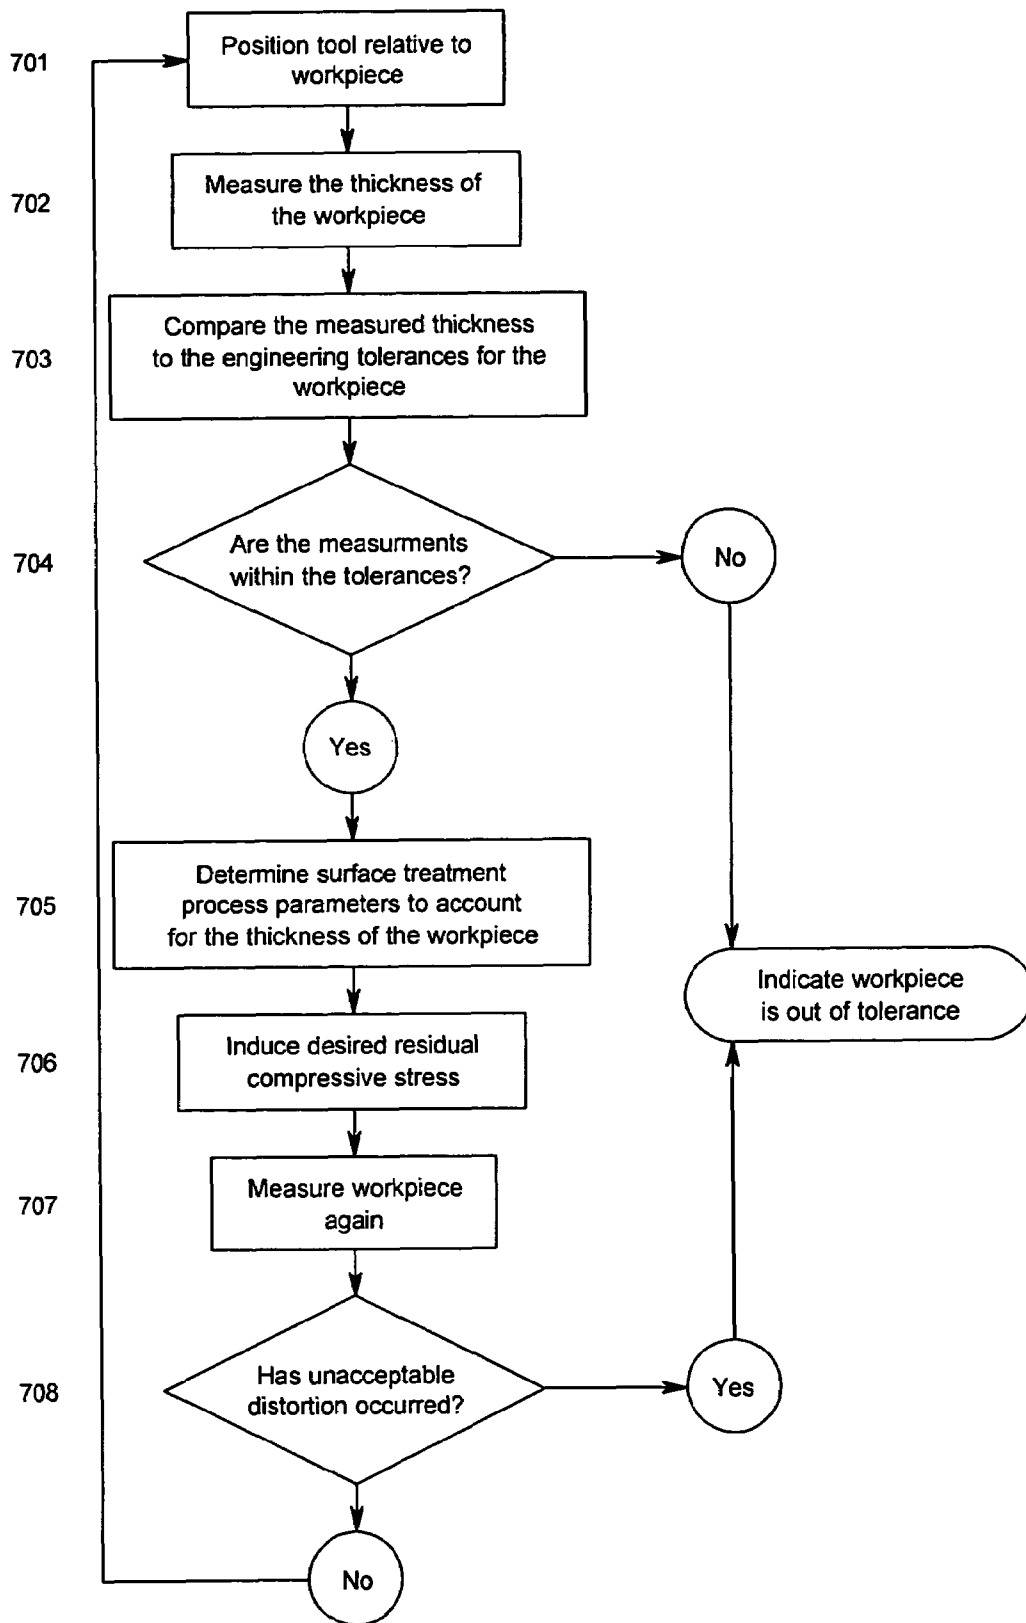 701
Position tool relative to
workpiece
702
Measure the thickness of
the workpiece
703
Compare the measured thickness
to the engineering tolerances for the
workpiece
704
Are the measurments
within the tolerances?
No
Yes
705
Determine surface treatment
process parameters to account
for the thickness of the workpiece
Indicate workpiece
is out of tolerance
706
Induce desired residual
compressive stress
707
Measure workpiece
again
708
Has unacceptable
distortion occurred?
Yes
No